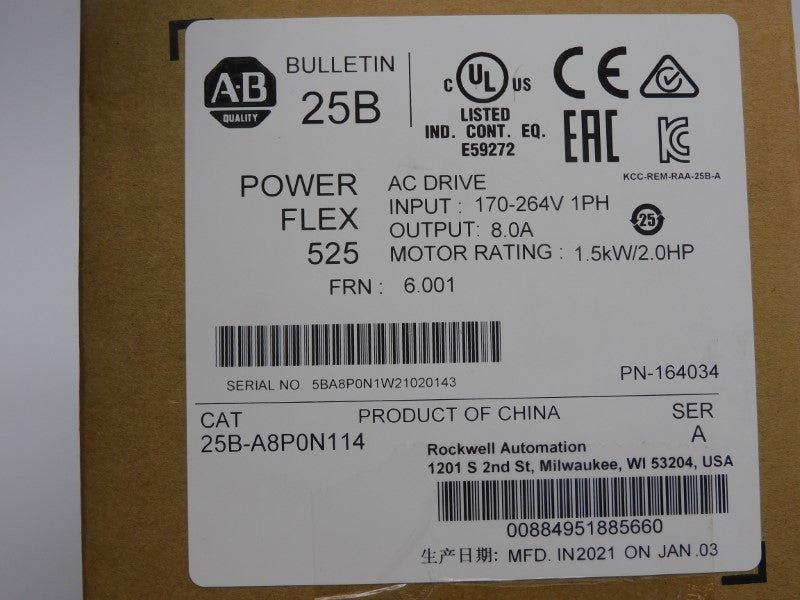 A-B
QUALITY
BULLETIN
25B
C UL US
LISTED
IND. CONT. EQ.
E59272
CE
EAC
KC
KCC-REM-RAA-25B-A
POWER
FLEX
525
AC DRIVE
INPUT : 170-264V 1PH
OUTPUT: 8.0A
MOTOR RATING : 1.5kW/2.0HP
25
FRN : 6.001
SERIAL NO 5BA8P0N1W21020143
PN-164034
CAT
25B-A8P0N114
PRODUCT OF CHINA
SER
A
Rockwell Automation
1201 S 2nd St, Milwaukee, WI 53204, USA
00884951885660
生产日期: MFD. IN2021 ON JAN .03